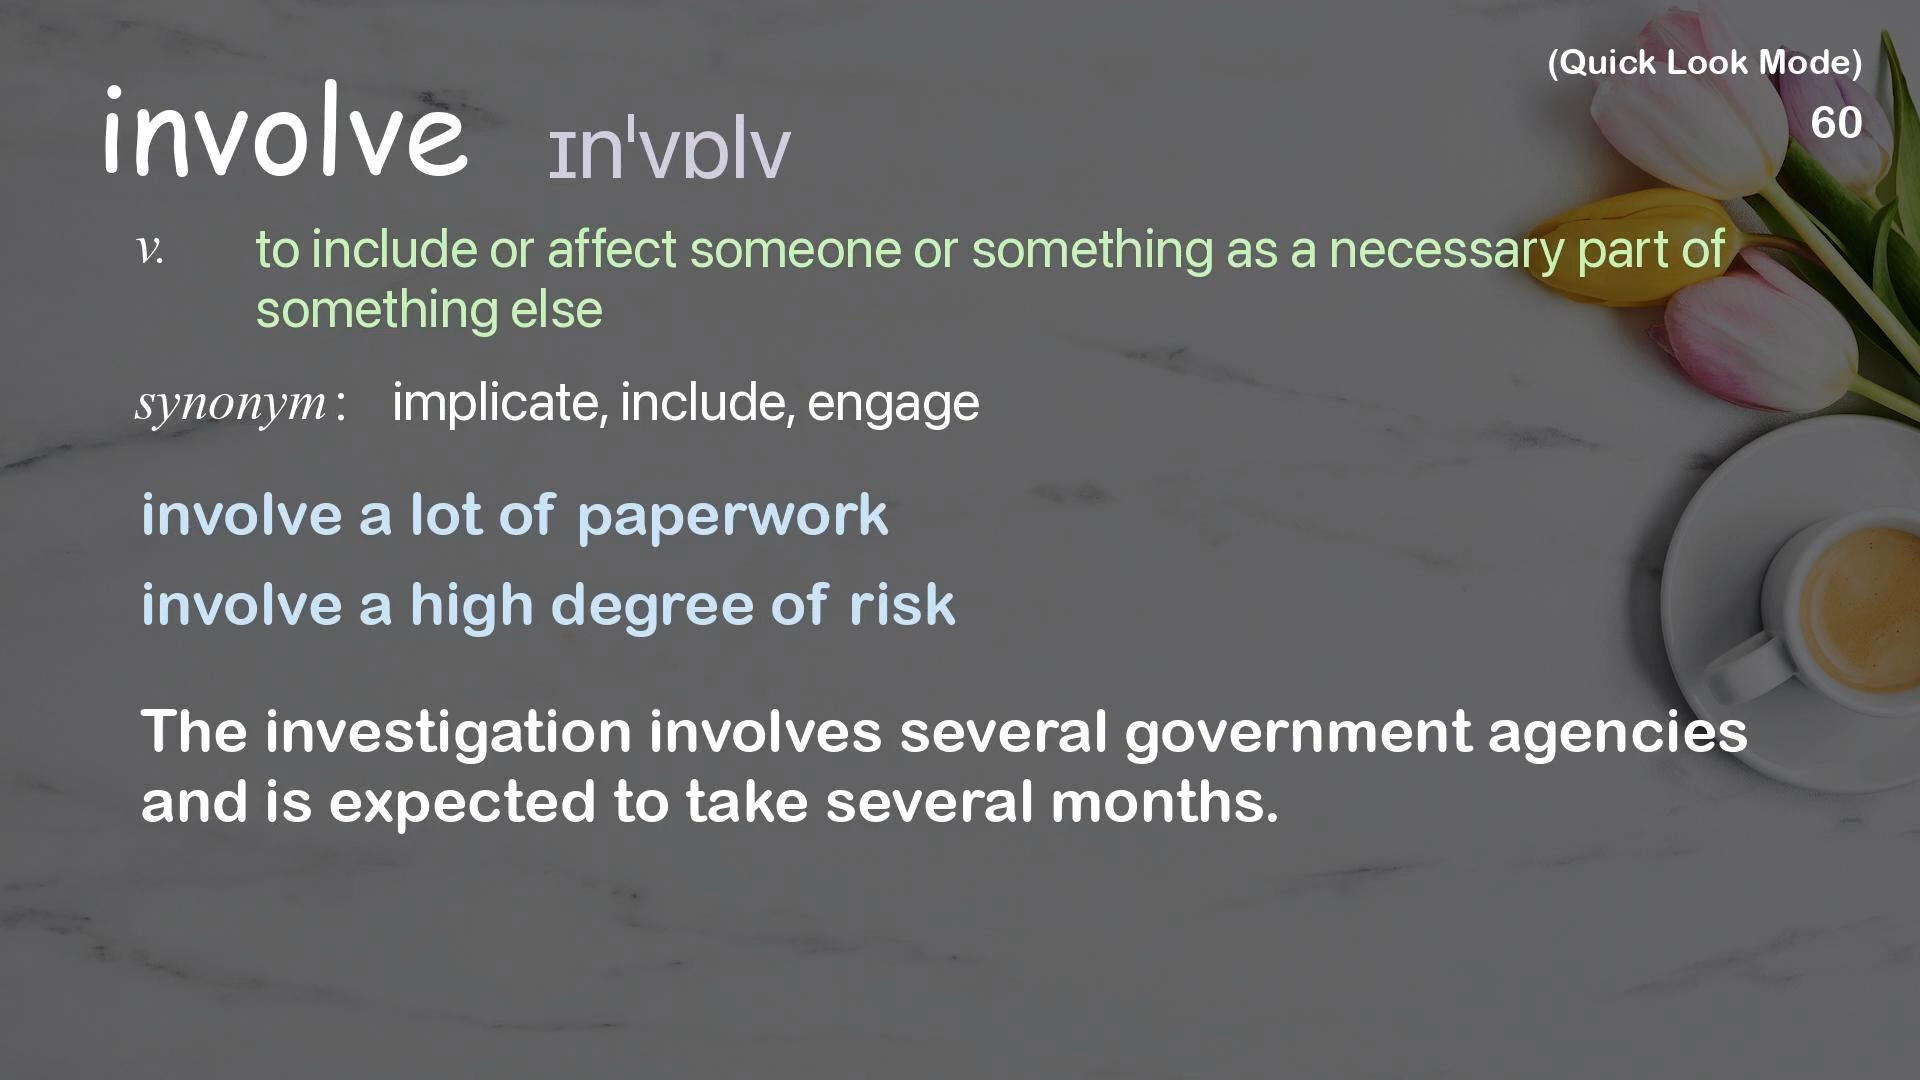 (Quick Look Mode)
60
involve ɪn'vɒlv
v. to include or affect someone or something as a necessary part of
something else
synonym: implicate, include, engage
involve a lot of paperwork
involve a high degree of risk
The investigation involves several government agencies
and is expected to take several months.